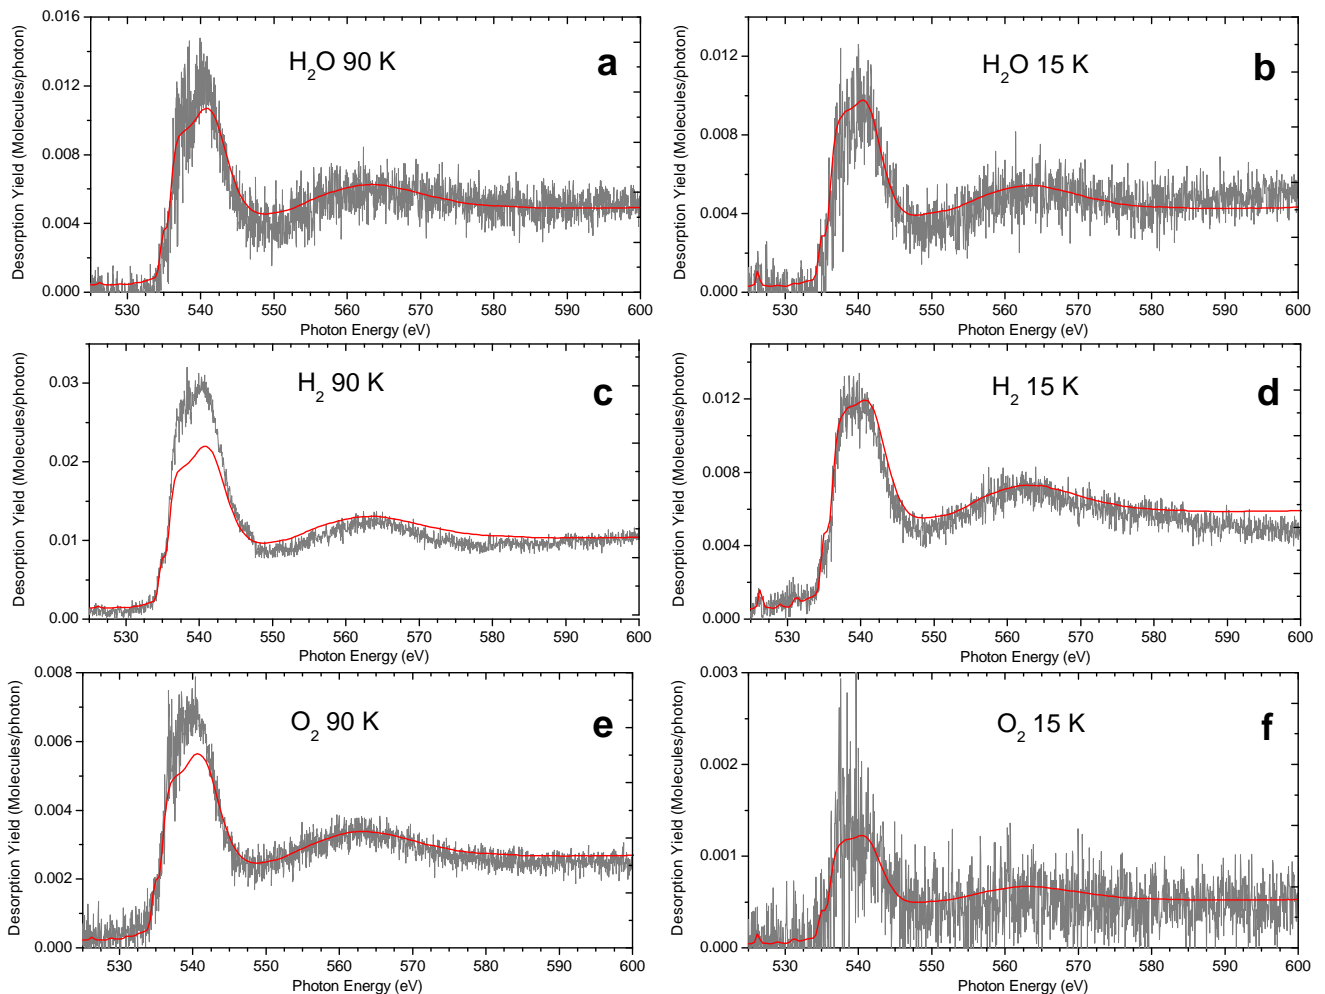 0.016
0.012
0.008
0.004
0.000
Desorption Yield (Molecules/photon)
H2O 90 K
a
530 540 550 560 570 580 590 600
Photon Energy (eV)
0.012
0.008
0.004
0.000
Desorption Yield (Molecules/photon)
H2O 15 K
b
530 540 550 560 570 580 590 600
Photon Energy (eV)
0.03
0.02
0.01
0.00
Desorption Yield (Molecules/photon)
H2 90 K
c
530 540 550 560 570 580 590 600
Photon Energy (eV)
0.012
0.008
0.004
0.000
Desorption Yield (Molecules/photon)
H2 15 K
d
530 540 550 560 570 580 590 600
Photon Energy (eV)
0.008
0.006
0.004
0.002
0.000
Desorption Yield (Molecules/photon)
O2 90 K
e
530 540 550 560 570 580 590 600
Photon Energy (eV)
0.003
0.002
0.001
0.000
Desorption Yield (Molecules/photon)
O2 15 K
f
530 540 550 560 570 580 590 600
Photon Energy (eV)